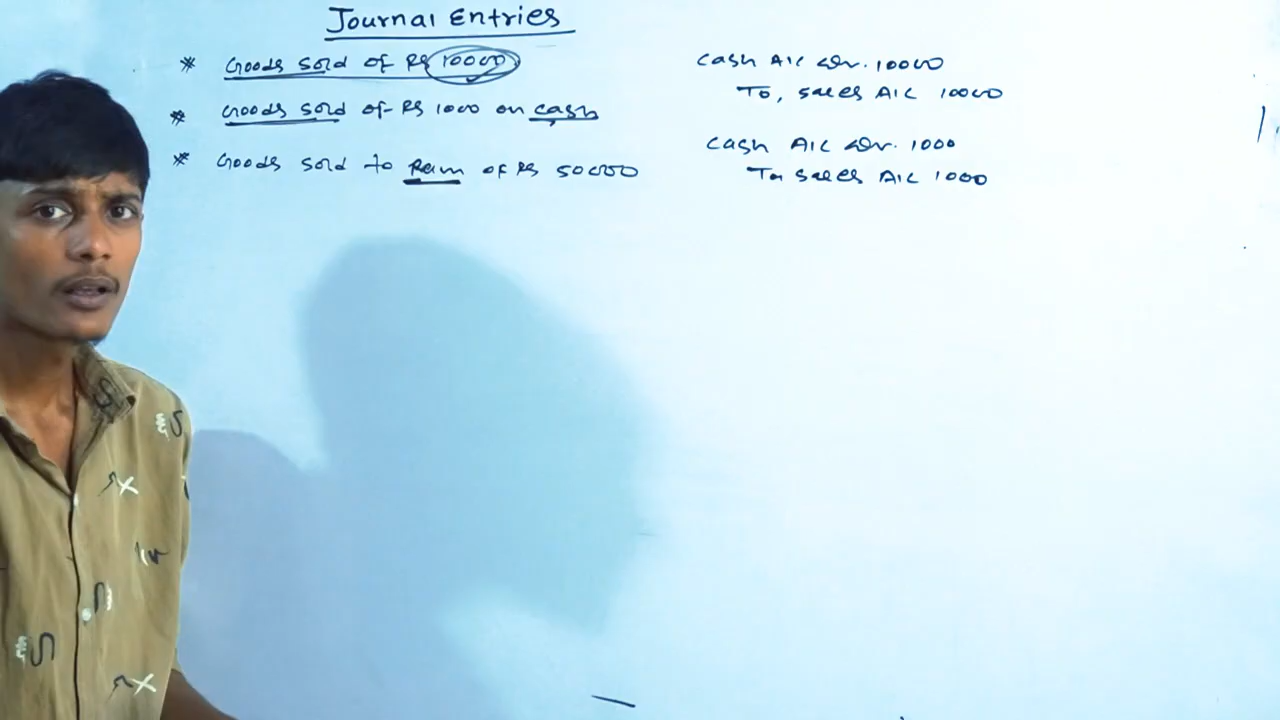 Journal Entries
* Goods sold of Rs 10000
Cash A/c Dr. 10000
To, sales A/c 10000
* Goods sold of Rs 1000 on cash
Cash A/c Dr. 1000
To sales A/c 1000
* Goods sold to Ram of Rs 50000